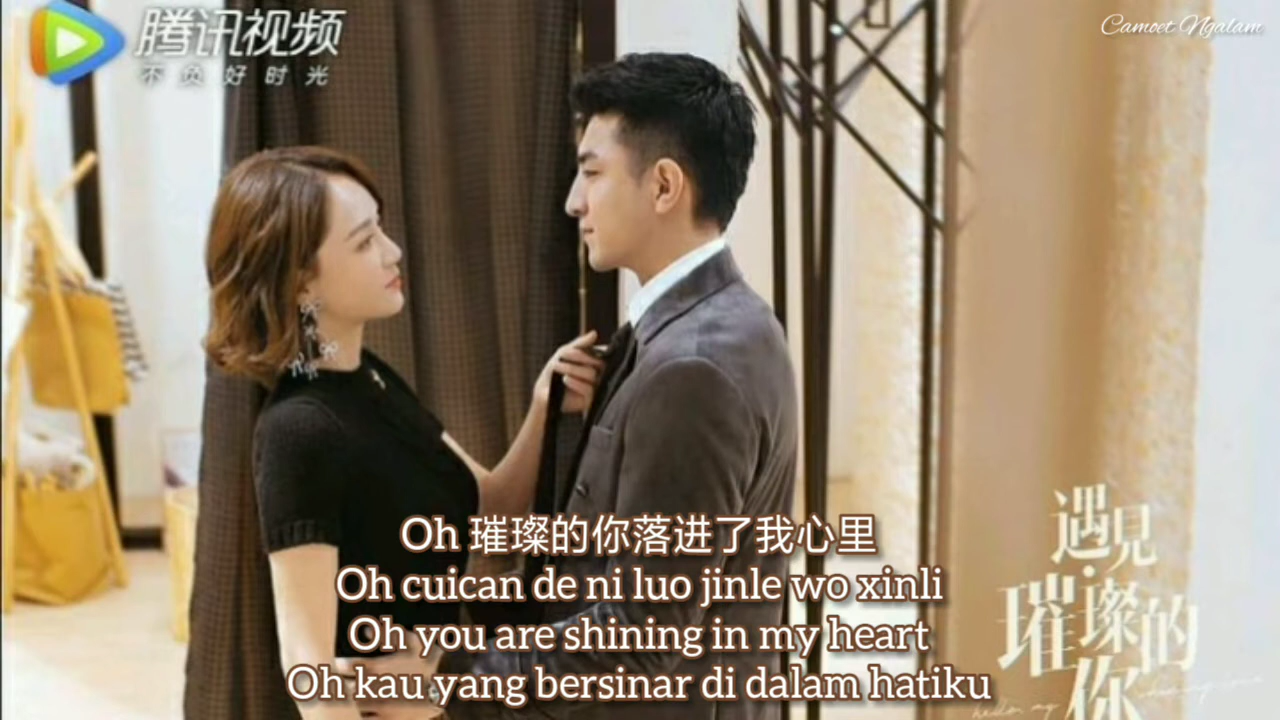 腾讯视频
不负好时光
Camoet Ngalam
Oh 璀璨的你落进了我心里
Oh cuican de ni luo jinle wo xinli
Oh you are shining in my heart
Oh kau yang bersinar di dalam hatiku
遇見
璀璨的
你
hello, my